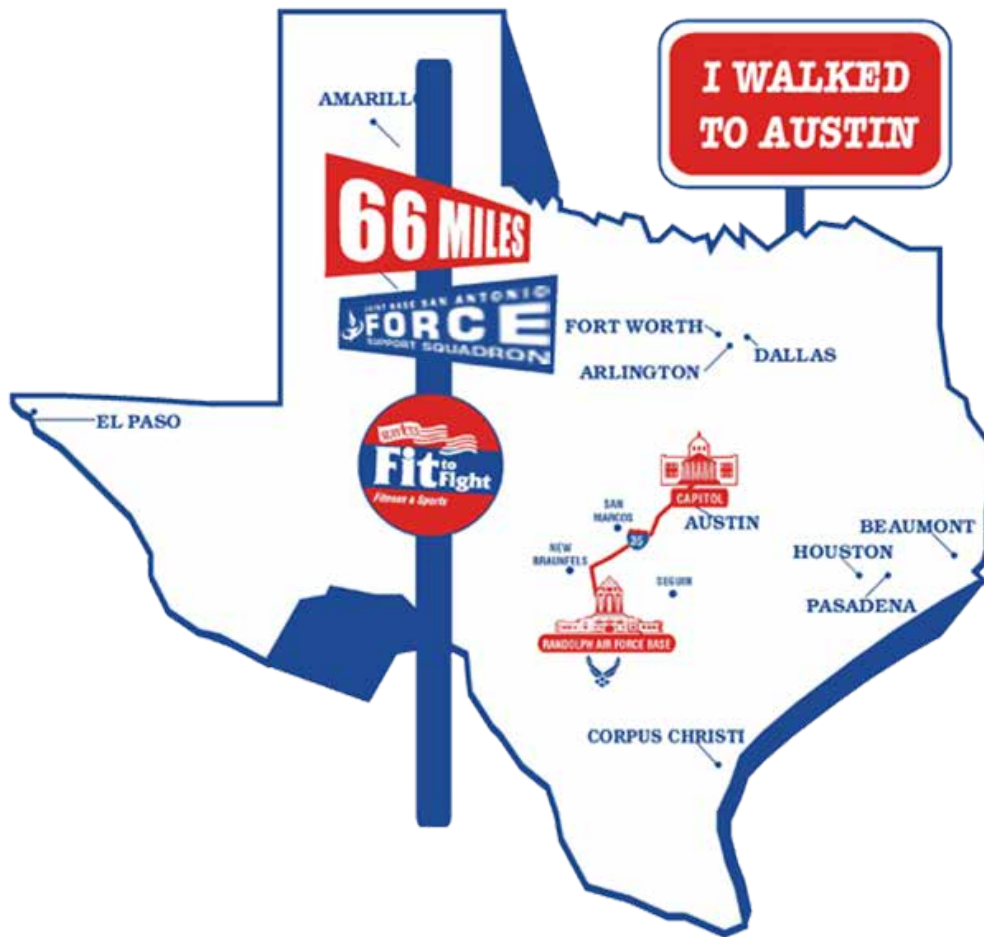 I WALKED
TO AUSTIN
AMARILLO
66 MILES
JOINT BASE SAN ANTONIO
FORCE
SUPPORT SQUADRON
FORT WORTH
DALLAS
ARLINGTON
EL PASO
SERVICES
Fit to Fight
Fitness & Sports
CAPITOL
SAN
MARCOS
AUSTIN
35
NEW
BRAUNFELS
BEAUMONT
HOUSTON
SEGUIN
PASADENA
RANDOLPH AIR FORCE BASE
CORPUS CHRISTI